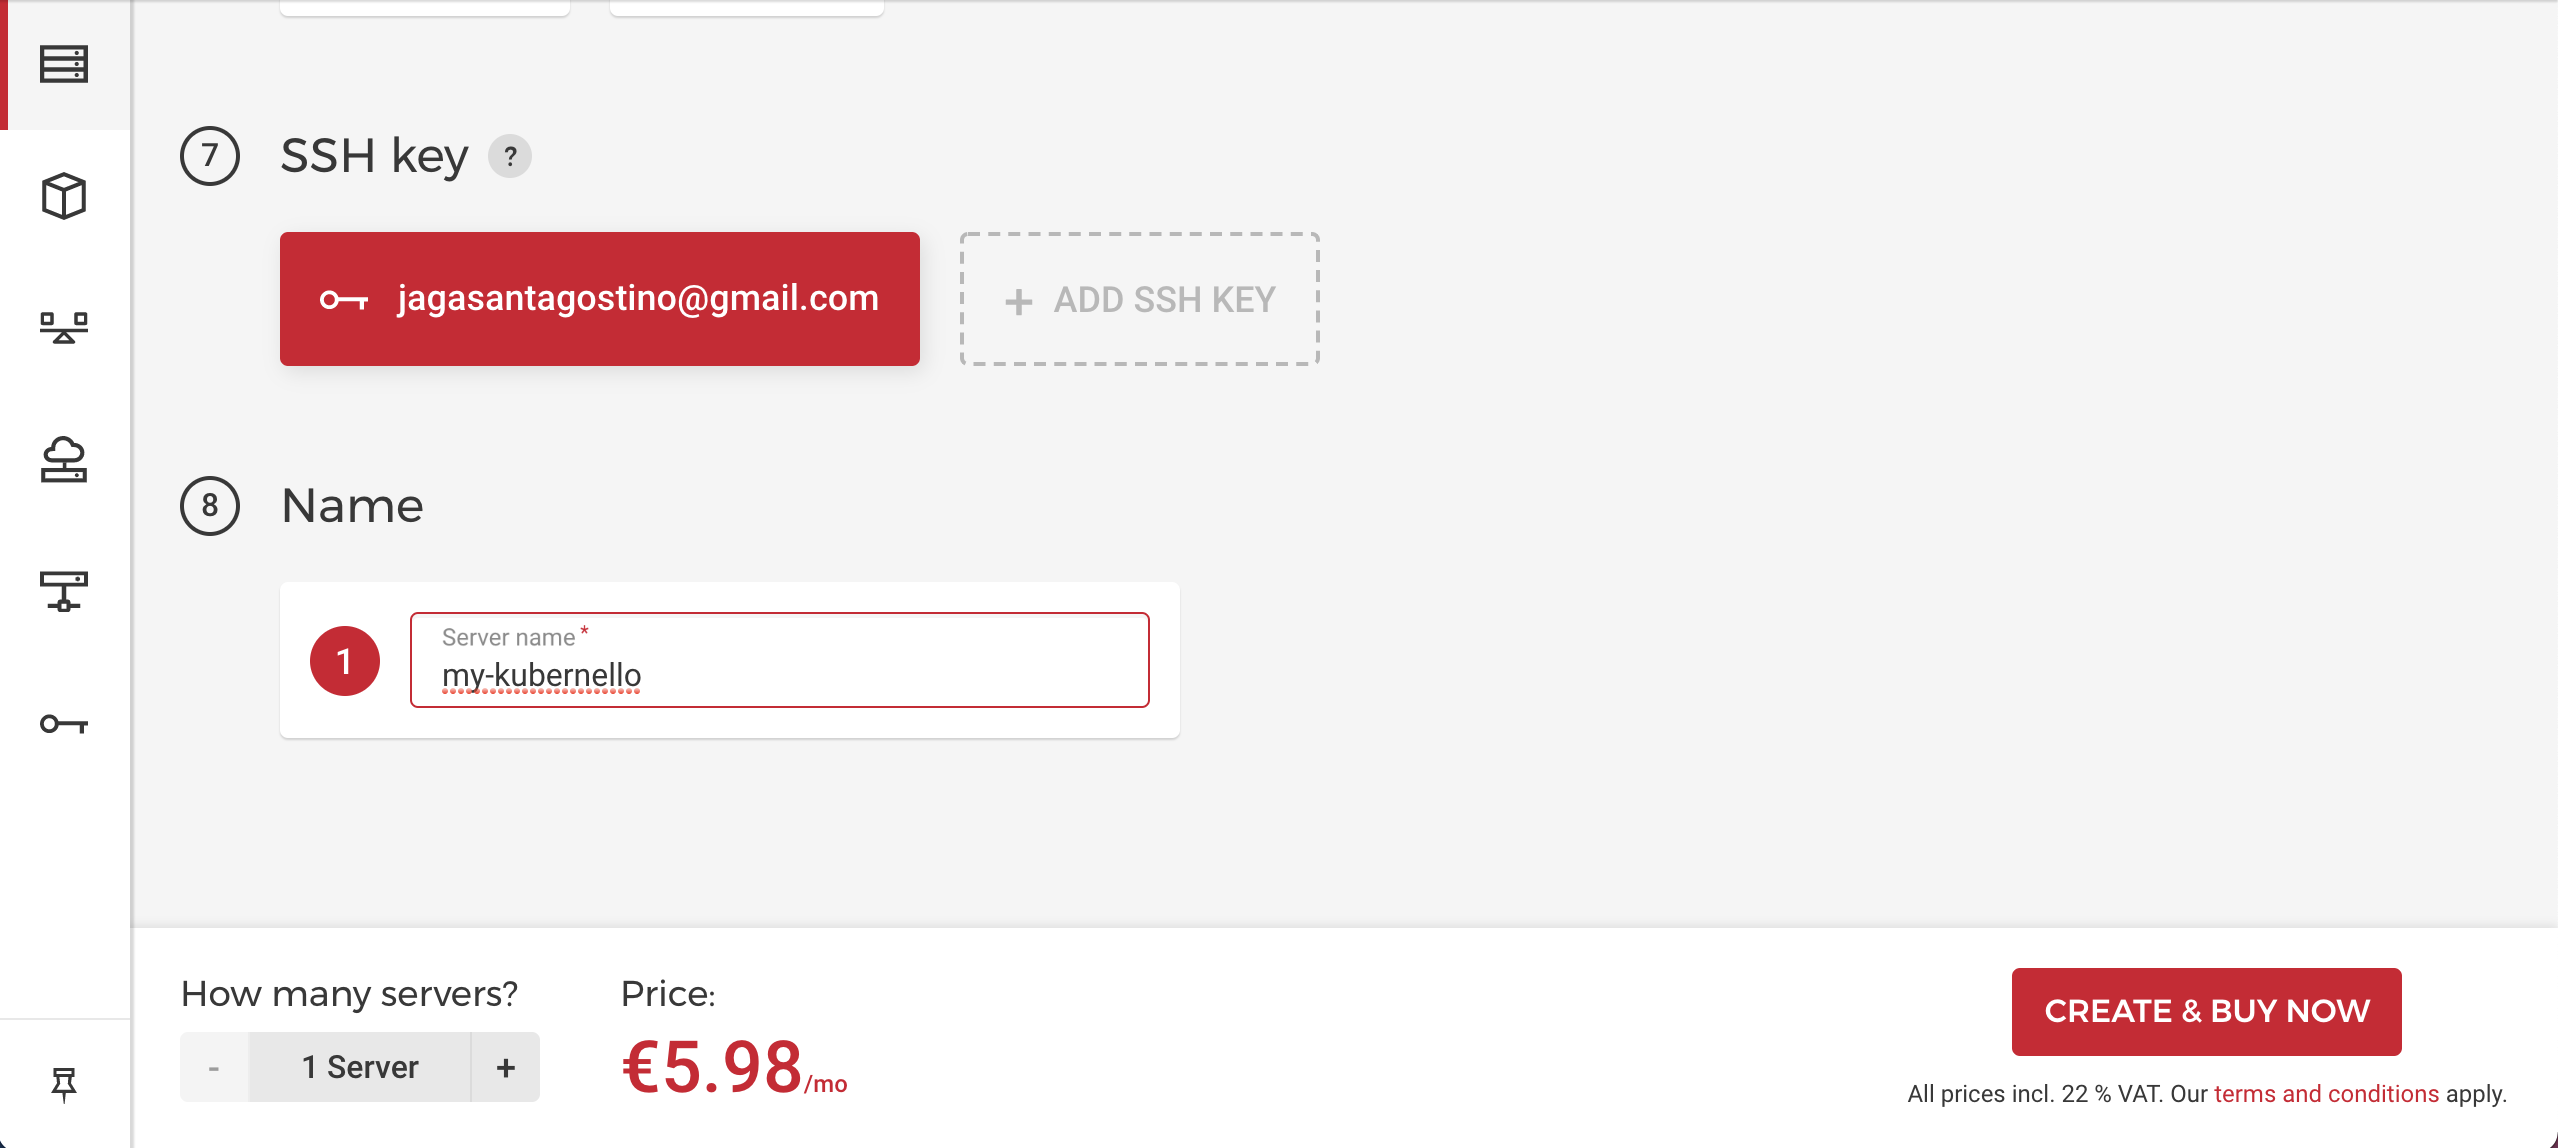 7 SSH key ?
jagasantagostino@gmail.com
+ ADD SSH KEY
8 Name
1
Server name *
my-kubernello
How many servers?
- 1 Server +
Price:
€5.98/mo
CREATE & BUY NOW
All prices incl. 22 % VAT. Our terms and conditions apply.